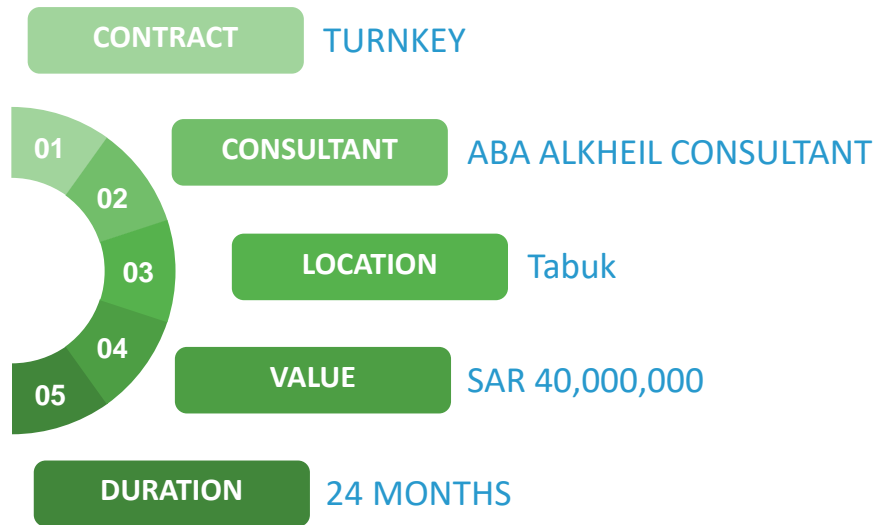 CONTRACT TURNKEY
01 CONSULTANT ABA ALKHEIL CONSULTANT
02
03 LOCATION Tabuk
04 VALUE SAR 40,000,000
05
DURATION 24 MONTHS